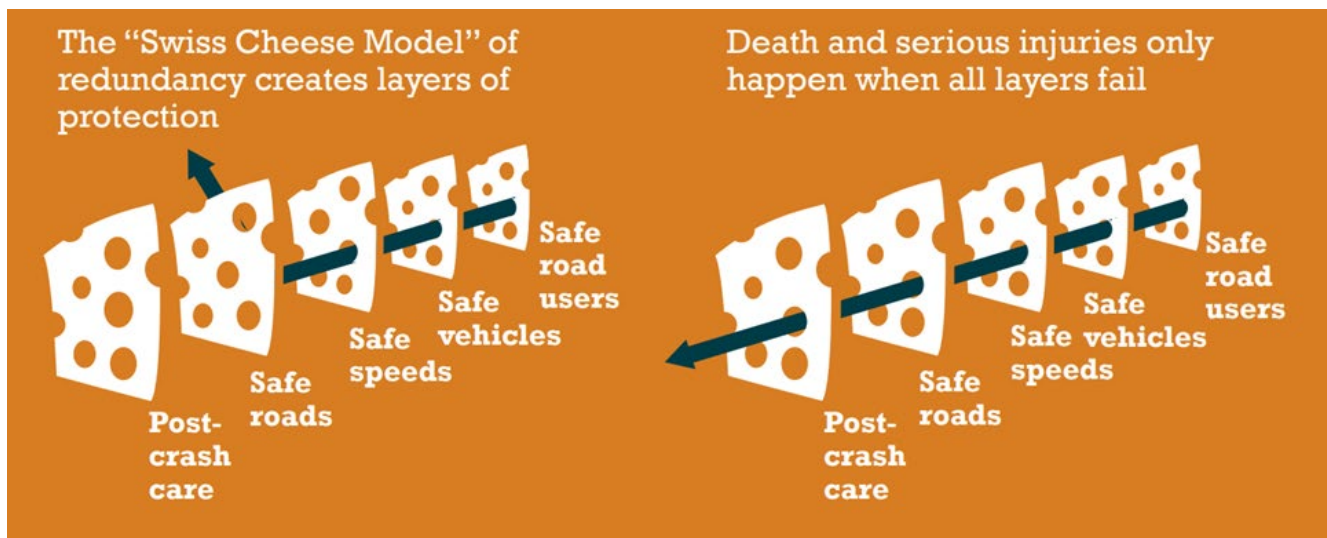 The “Swiss Cheese Model” of
redundancy creates layers of
protection
Safe
road
users
Safe
vehicles
Safe
speeds
Safe
roads
Post-
crash
care
Death and serious injuries only
happen when all layers fail
Safe
road
users
Safe
vehicles
Safe
speeds
Safe
roads
Post-
crash
care